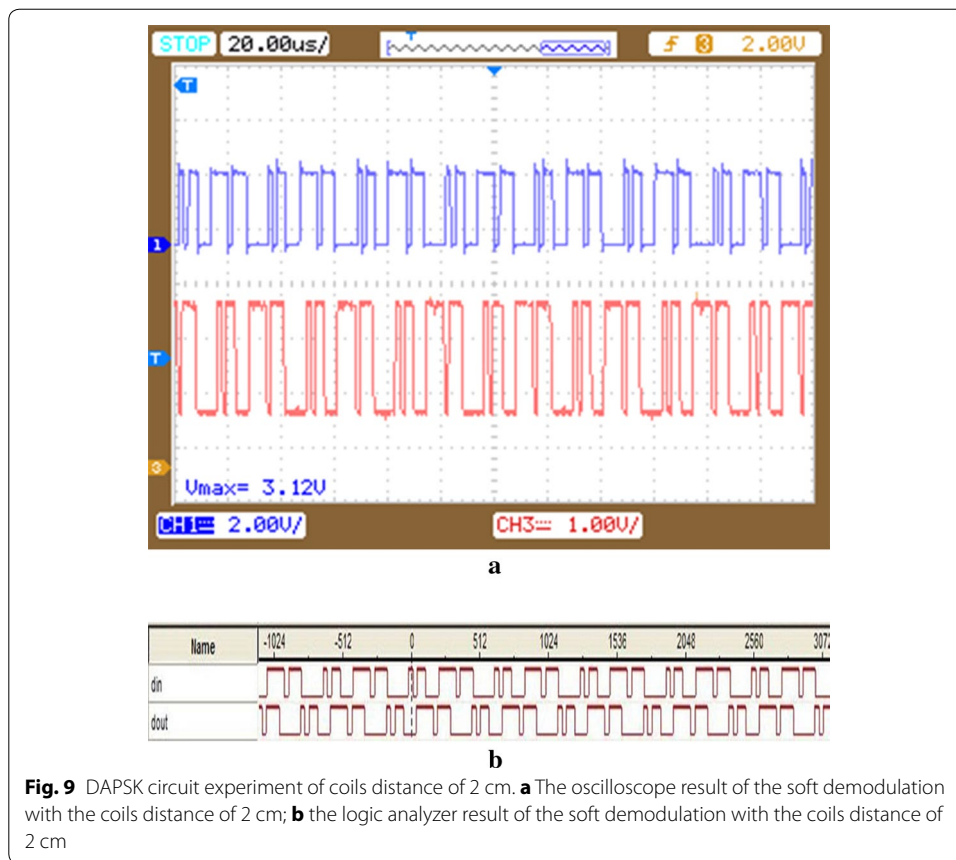 STOP 20.00us/ T f 3 2.00V
T
1
T
3
Vmax= 3.12V
CH1 2.00V/ CH3 1.00V/
a
Name -1024 -512 0 512 1024 1536 2048 2560 3072
din
dout
b
Fig. 9 DAPSK circuit experiment of coils distance of 2 cm. a The oscilloscope result of the soft demodulation
with the coils distance of 2 cm; b the logic analyzer result of the soft demodulation with the coils distance of
2 cm